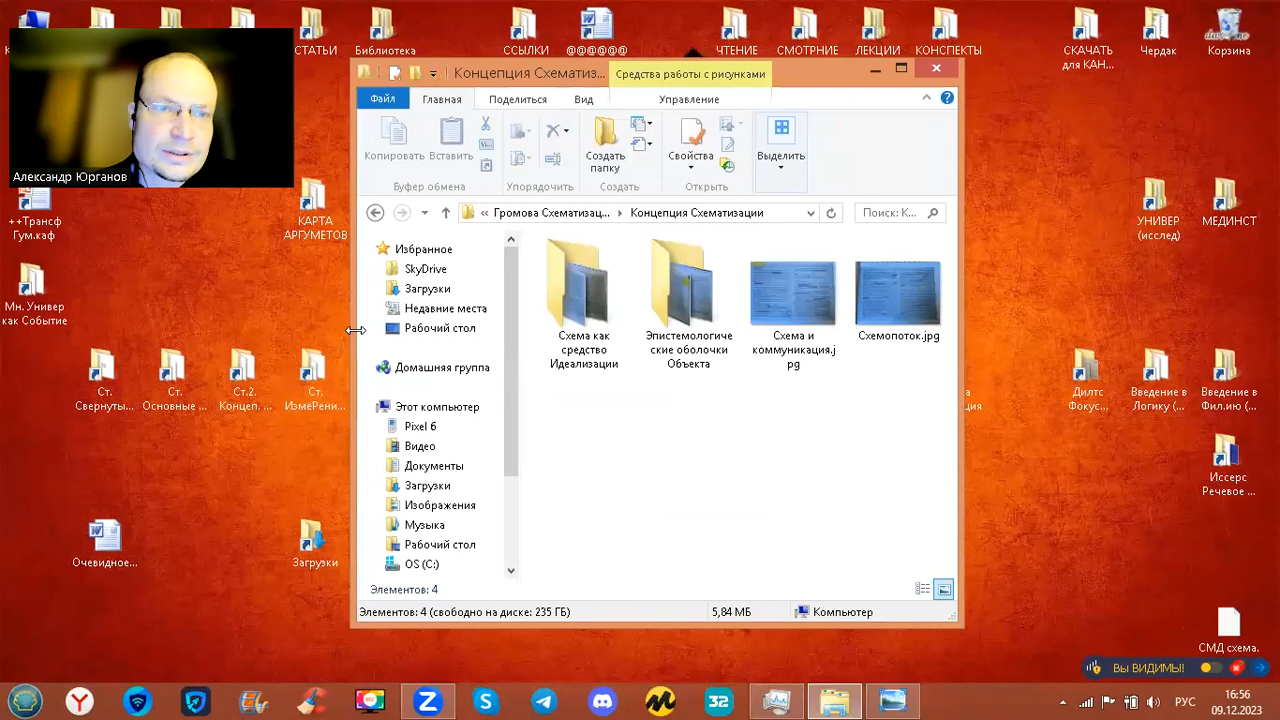 СТАТЬИ
Библиотека
ССЫЛКИ
@@@@@@
ЧТЕНИЕ
СМОТРНИЕ
ЛЕКЦИИ
КОНСПЕКТЫ
СКАЧАТЬ
для КАН...
Чердак
Корзина
Александр Юрганов
Концепция Схематиз...
Средства работы с рисунками
Файл
Главная
Поделиться
Вид
Управление
Копировать
Вставить
Создать
папку
Свойства
Выделить
Буфер обмена
Упорядочить
Создать
Открыть
« Громова Схематизац...
Концепция Схематизации
Поиск: К...
Избранное
SkyDrive
Загрузки
Недавние места
Рабочий стол
Домашняя группа
Этот компьютер
Pixel 6
Видео
Документы
Загрузки
Изображения
Музыка
Рабочий стол
OS (C:)
Схема как
средство
Идеализации
Эпистемологиче
ские оболочки
Объекта
Схема и
коммуникация.j
pg
Схемопоток.jpg
Элементов: 4
Элементов: 4 (свободно на диске: 235 ГБ)
5,84 МБ
Компьютер
++Трансф
Гум.каф
КАРТА
АРГУМЕТОВ
Мн. Универ
как Событие
Ст.
Свернуты...
Ст.
Основные ...
Ст.2.
Концеп. ...
Ст.
ИзмеРени...
Очевидное...
Загрузки
УНИВЕР
(исслед)
МЕДИНСТ
Дилтс
Фокус...
Введение в
Логику (...
Введение в
Фил.ию (...
Иссерс
Речевое ...
СМД схема.
Вы ВИДИМЫ!
32
РУС
16:56
09.12.2023